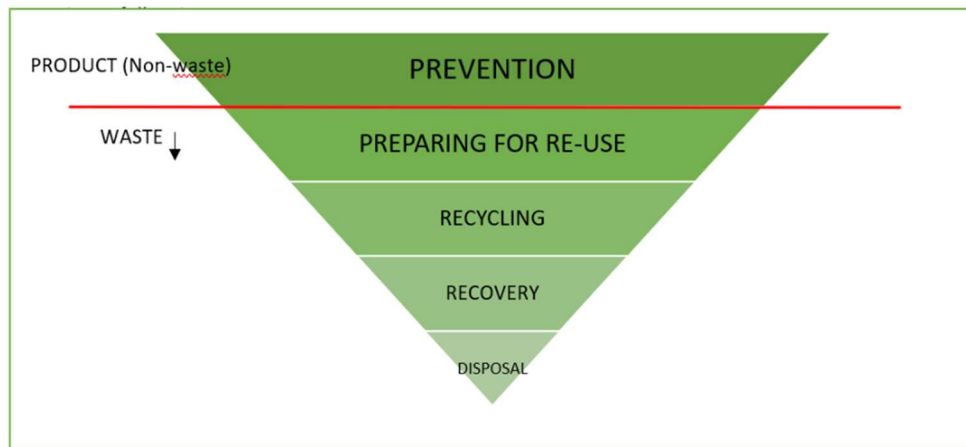 PRODUCT (Non-waste)
PREVENTION
WASTE
PREPARING FOR RE-USE
RECYCLING
RECOVERY
DISPOSAL